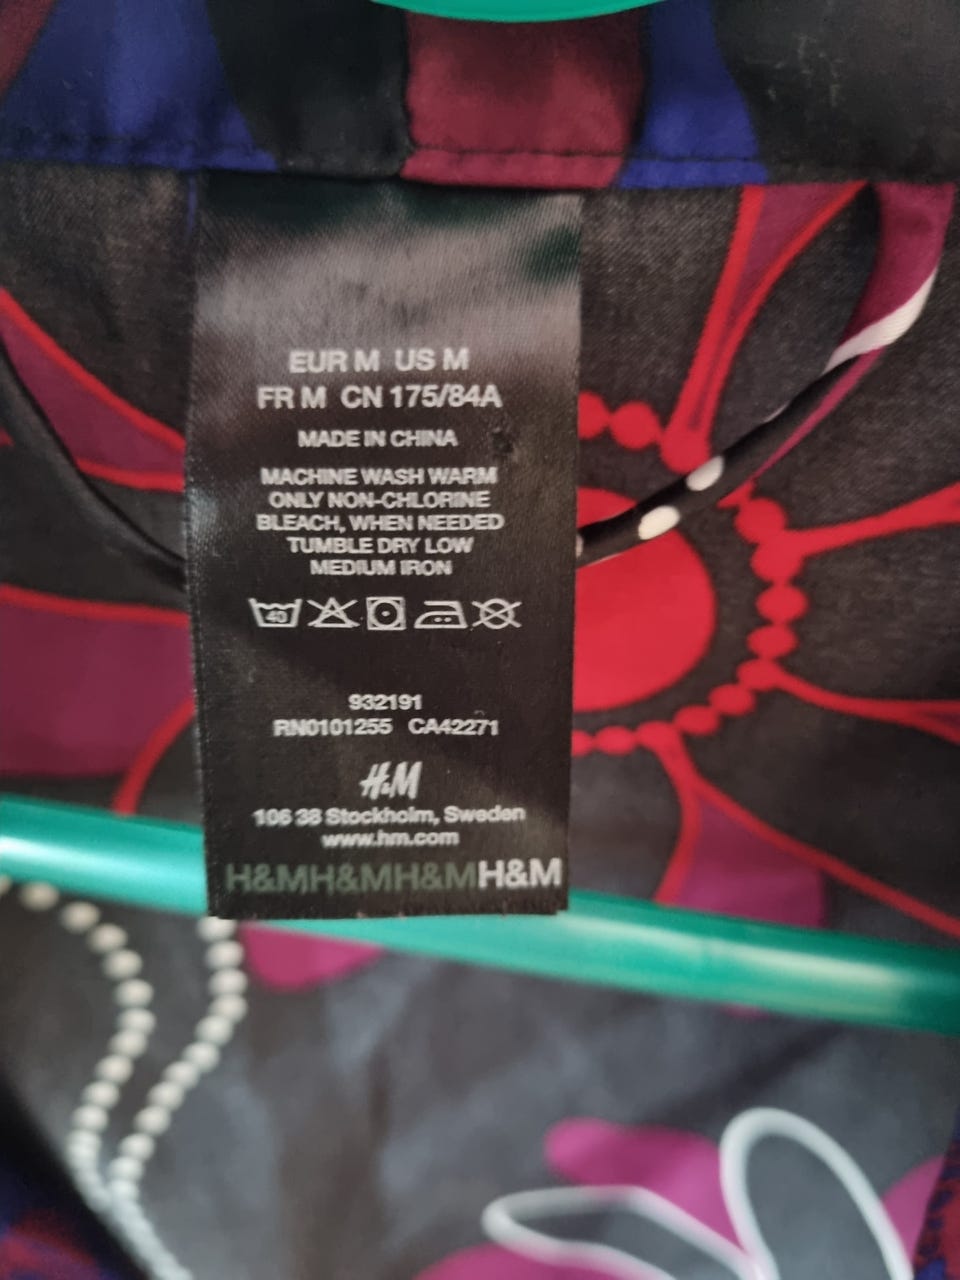 EUR M US M
FR M CN 175/84A
MADE IN CHINA
MACHINE WASH WARM
ONLY NON-CHLORINE
BLEACH, WHEN NEEDED
TUMBLE DRY LOW
MEDIUM IRON
40
932191
RN0101255 CA42271
H&M
106 38 Stockholm, Sweden
www.hm.com
H&MH&MH&MH&M